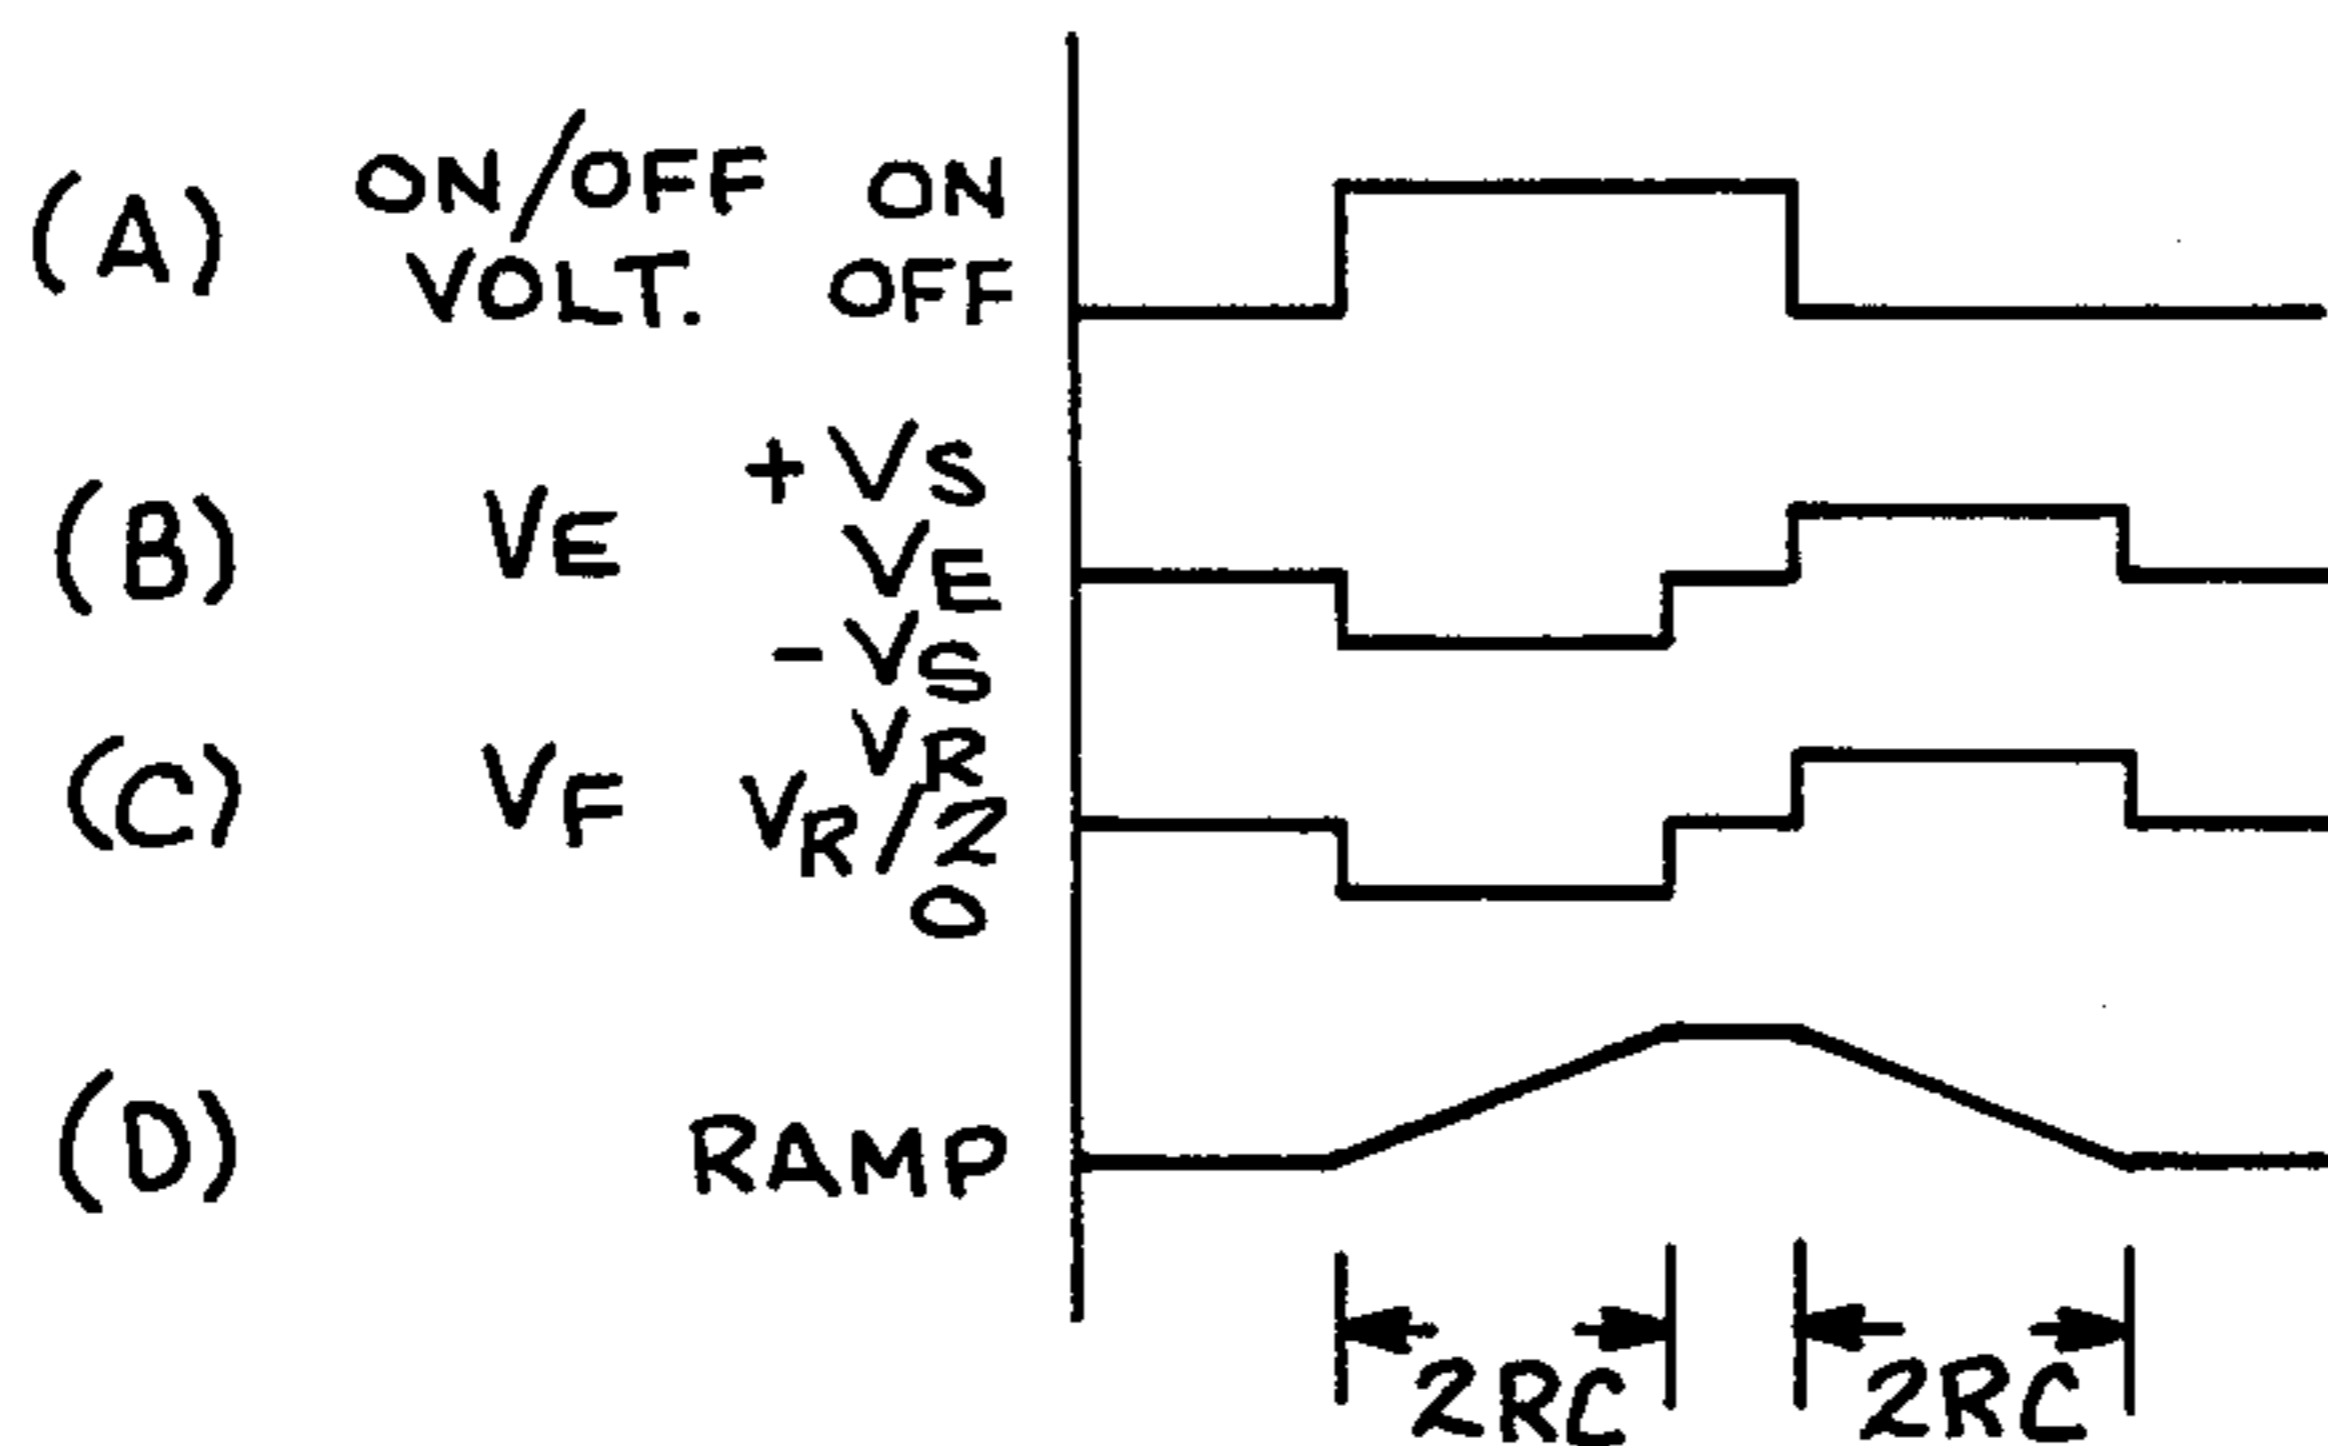 (A) ON/OFF ON
VOLT. OFF
+VS
(B) VE VE
-VS
VR
(C) VF VR/2
0
(D) RAMP
2RC 2RC